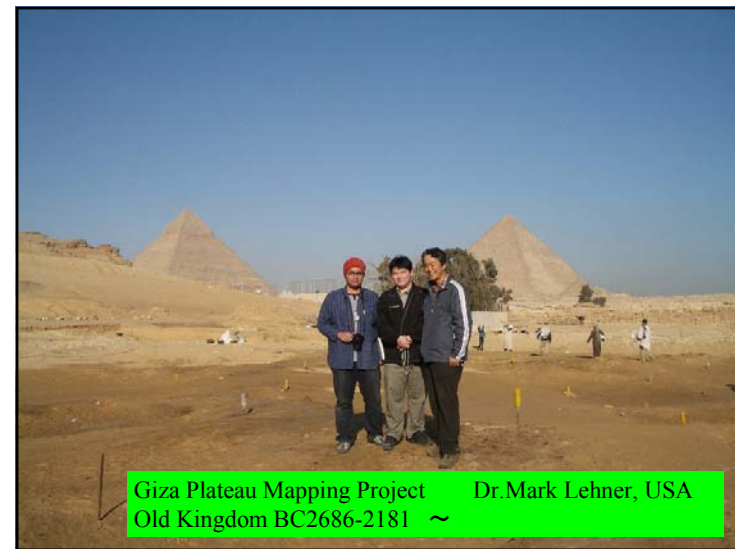 Giza Plateau Mapping Project Dr.Mark Lehner, USA
Old Kingdom BC2686-2181 ～